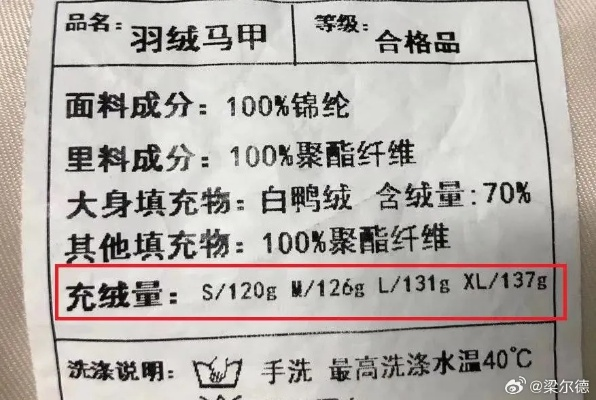 品名: 羽绒马甲 等级: 合格品
面料成分: 100%锦纶
里料成分: 100%聚酯纤维
大身填充物: 白鸭绒 含绒量:70%
其他填充物: 100%聚酯纤维
充绒量: S/120g M/126g L/131g XL/137g
洗涤说明: 手洗 最高洗涤水温40℃
@梁尔德